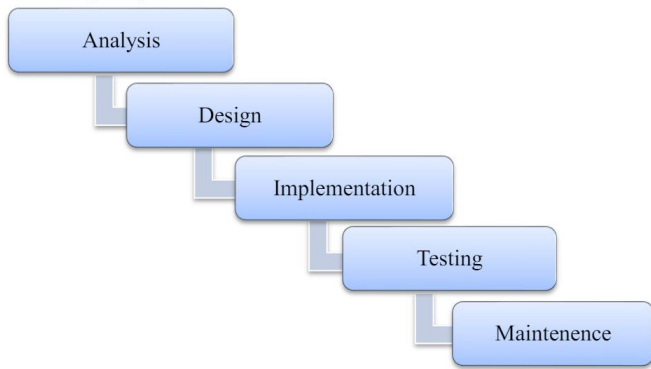 Analysis
Design
Implementation
Testing
Maintenence